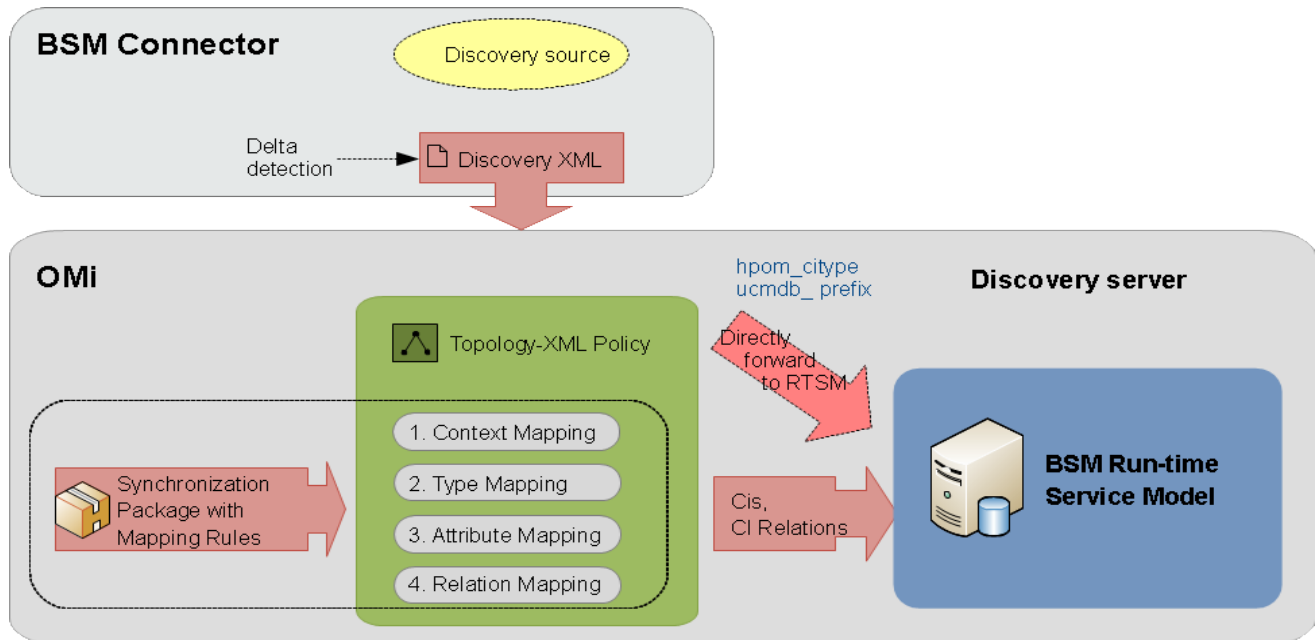 BSM Connector
Discovery source
Delta
detection
Discovery XML
OMi
hpom_citype
ucmdb_ prefix
Discovery server
Topology-XML Policy
Directly
forward
to RTSM
1. Context Mapping
2. Type Mapping
3. Attribute Mapping
4. Relation Mapping
Synchronization
Package with
Mapping Rules
Cis,
CI Relations
BSM Run-time
Service Model